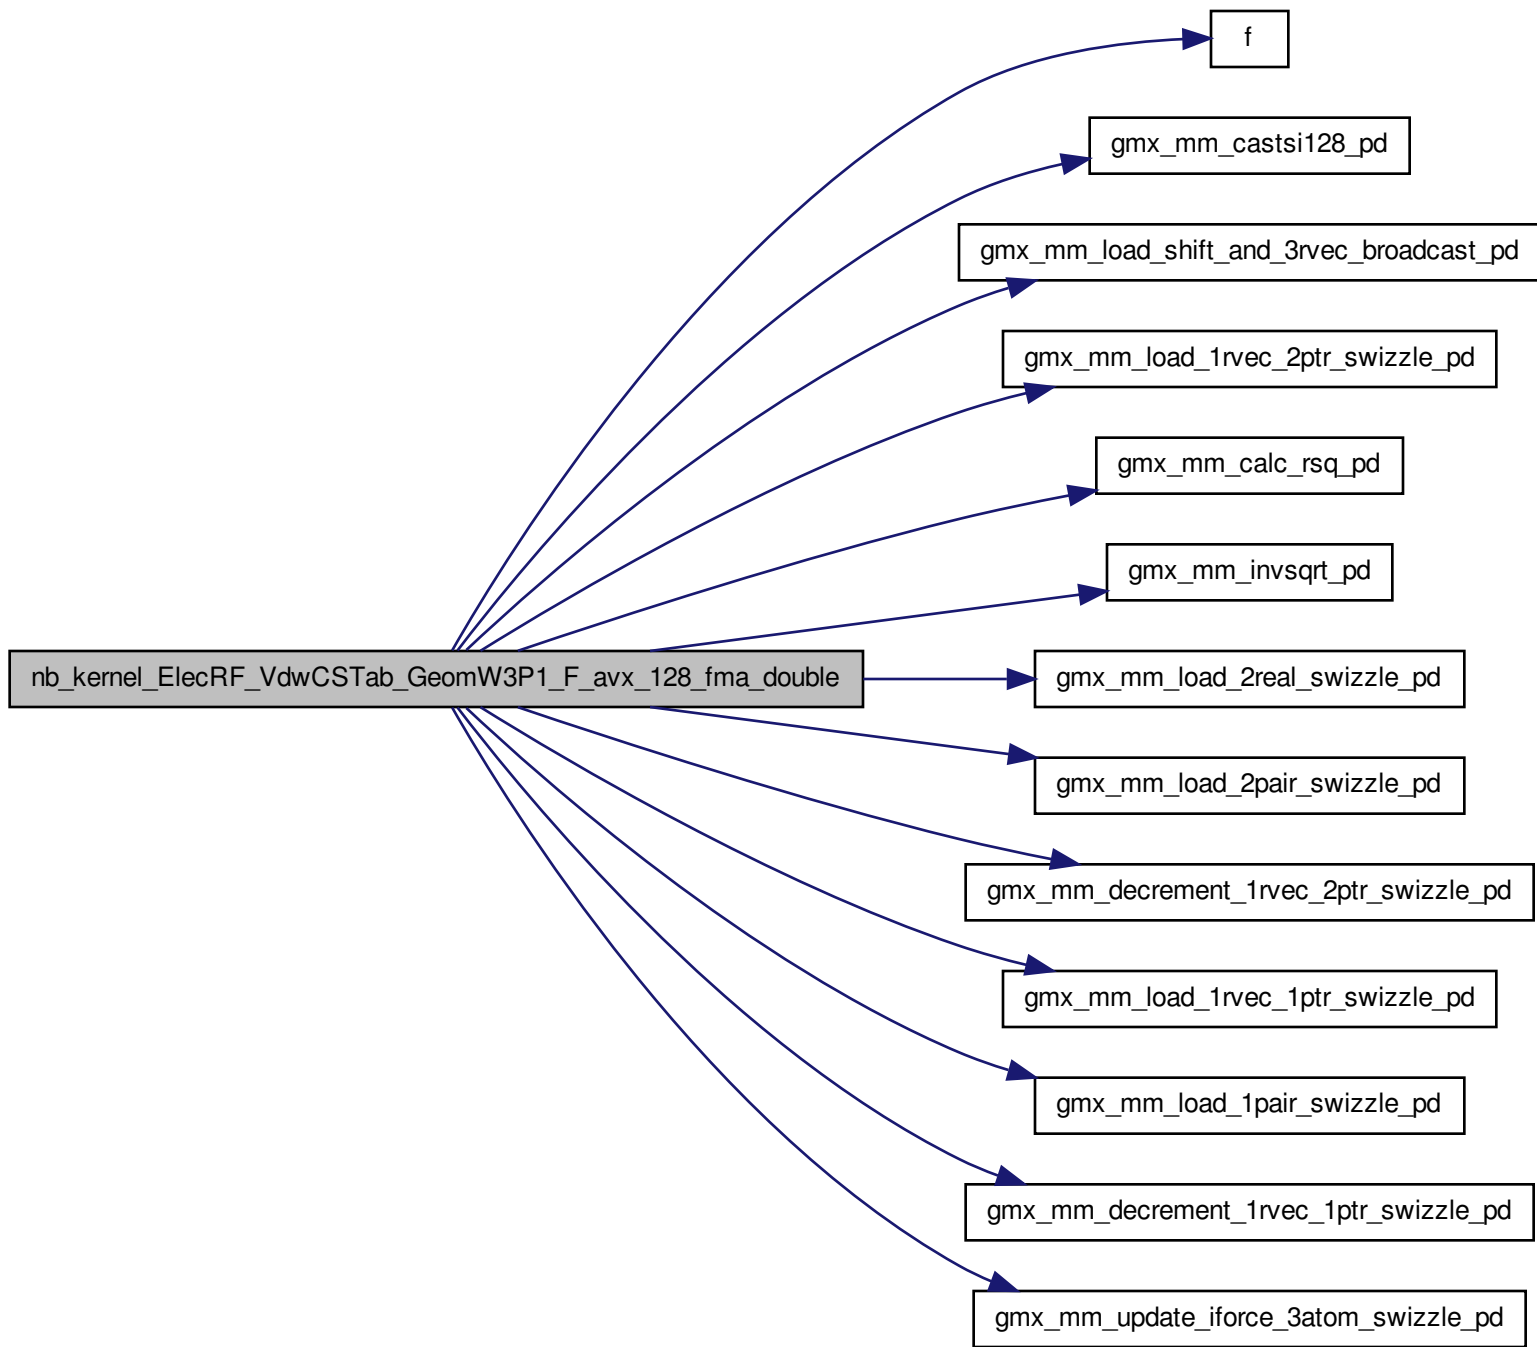 f
gmx_mm_castsi128_pd
gmx_mm_load_shift_and_3rvec_broadcast_pd
gmx_mm_load_1rvec_2ptr_swizzle_pd
gmx_mm_calc_rsq_pd
gmx_mm_invsqrt_pd
nb_kernel_ElecRF_VdwCSTab_GeomW3P1_F_avx_128_fma_double
gmx_mm_load_2real_swizzle_pd
gmx_mm_load_2pair_swizzle_pd
gmx_mm_decrement_1rvec_2ptr_swizzle_pd
gmx_mm_load_1rvec_1ptr_swizzle_pd
gmx_mm_load_1pair_swizzle_pd
gmx_mm_decrement_1rvec_1ptr_swizzle_pd
gmx_mm_update_iforce_3atom_swizzle_pd